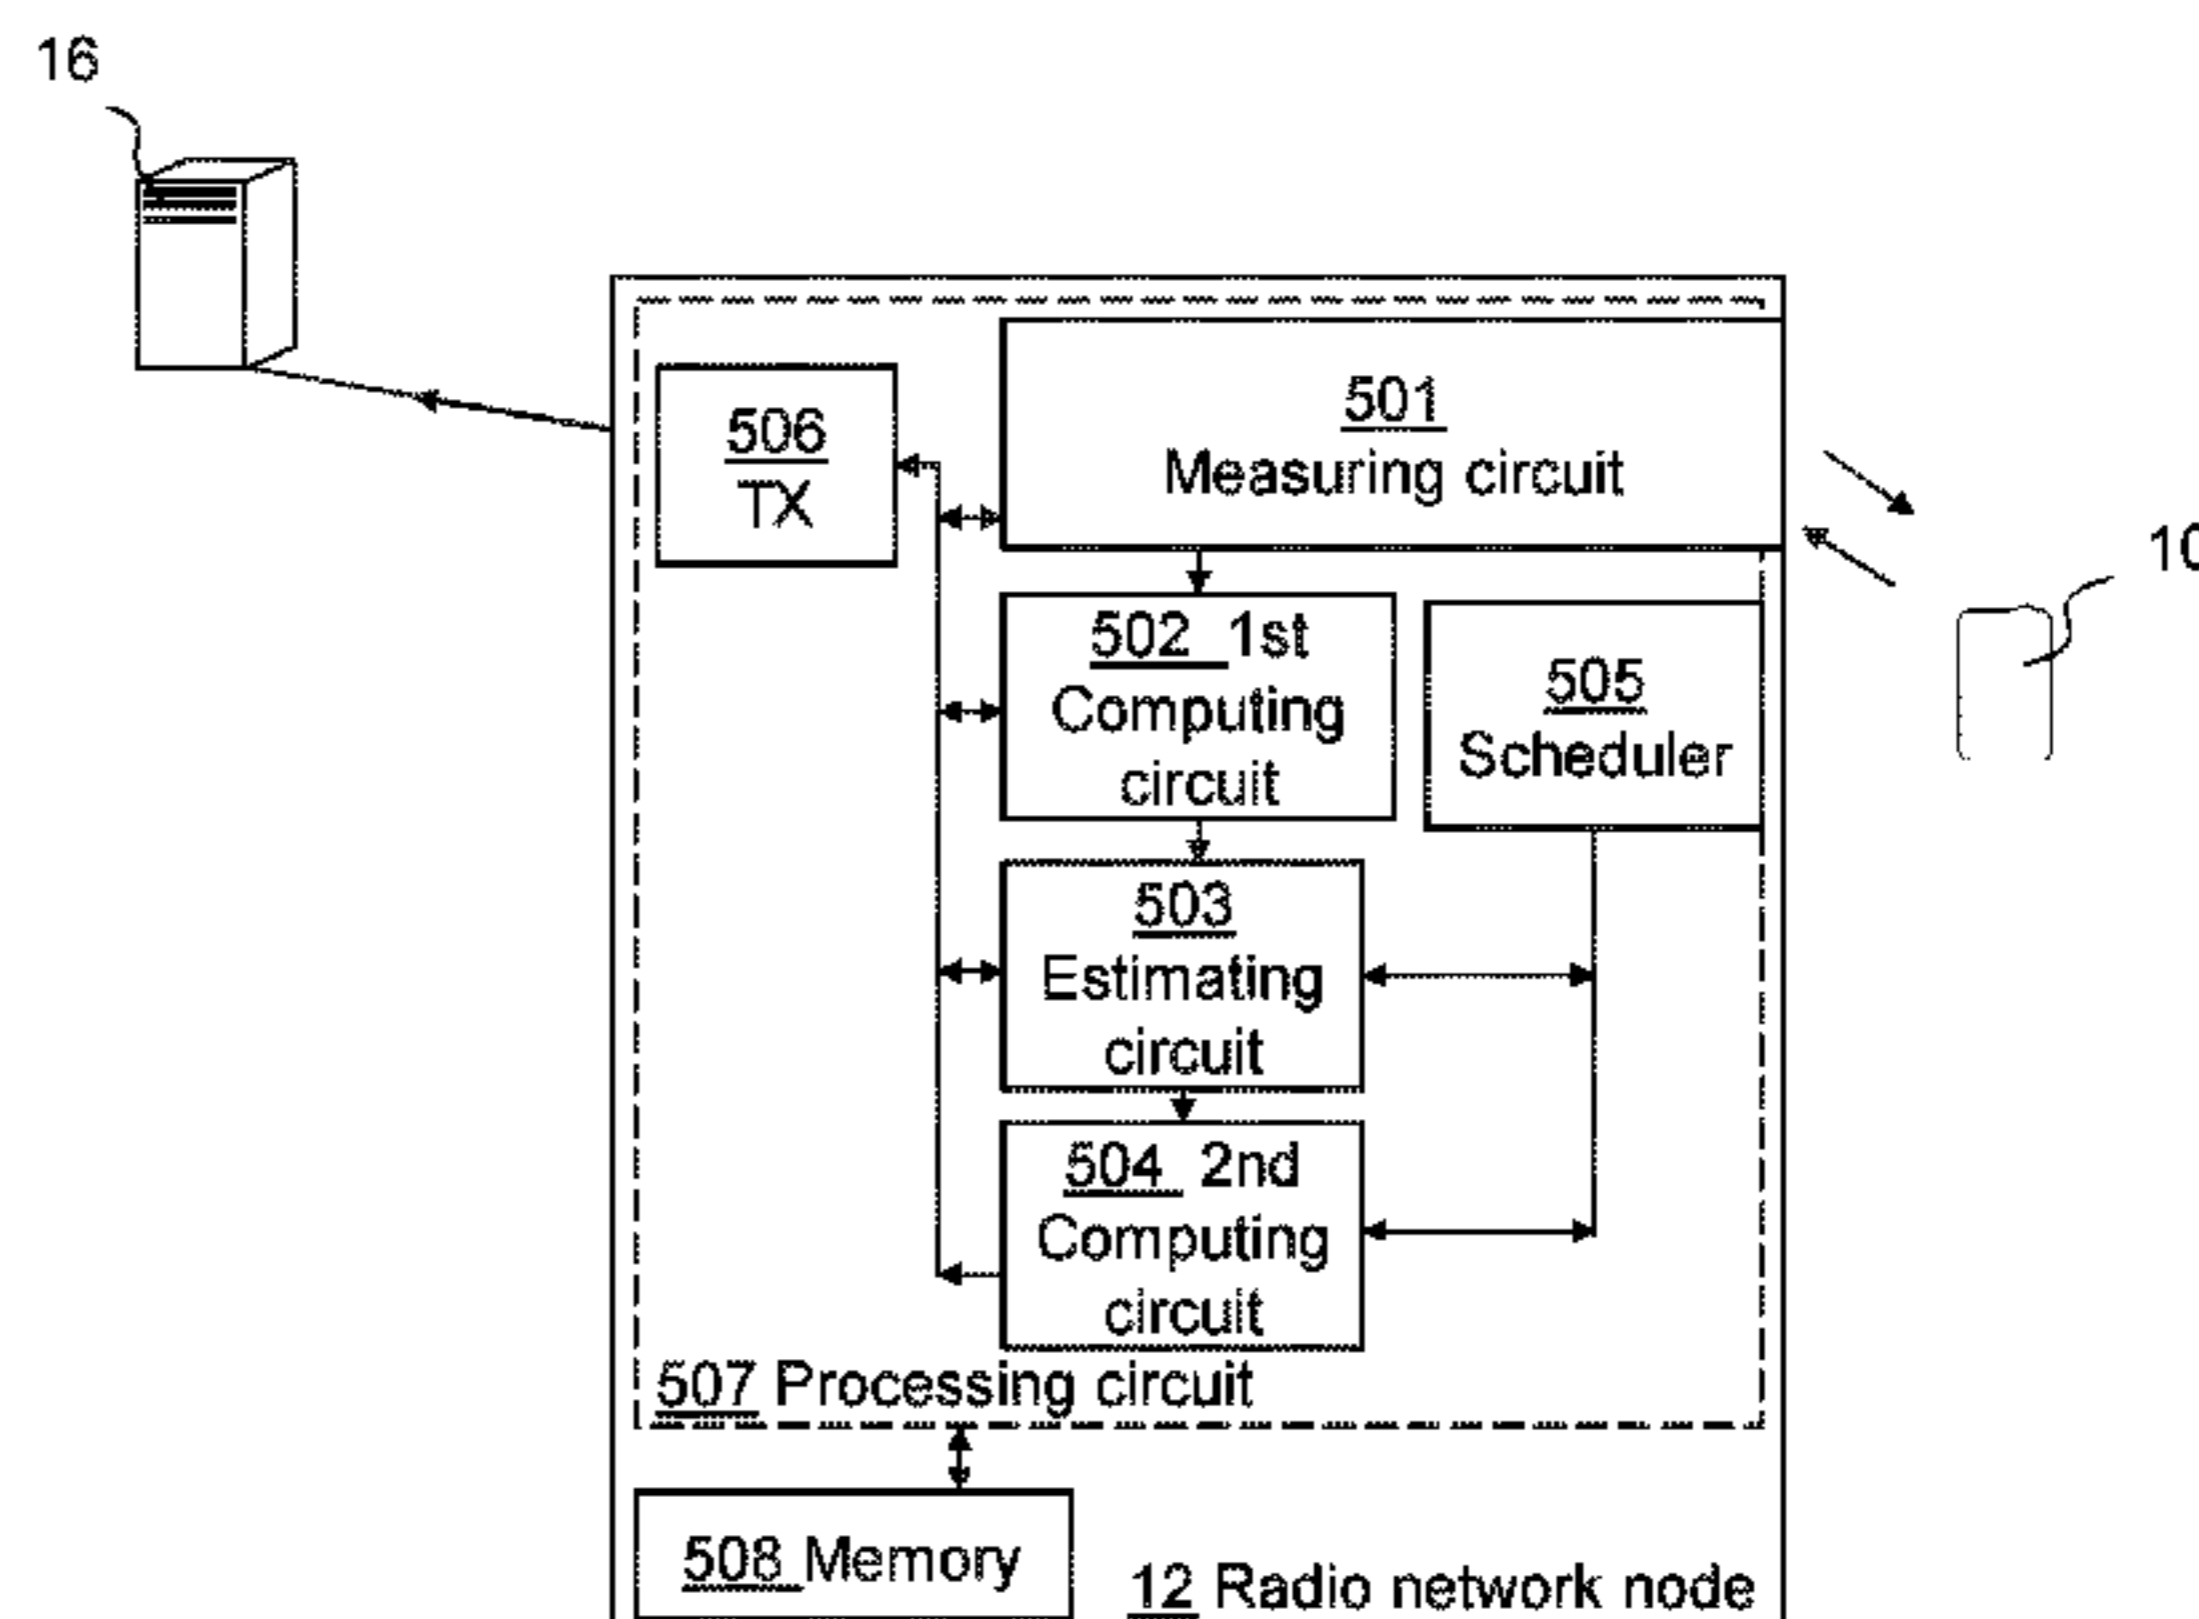 16
506
TX
501
Measuring circuit
10
502 1st
Computing
circuit
505
Scheduler
503
Estimating
circuit
504 2nd
Computing
circuit
507 Processing circuit
508 Memory
12 Radio network node